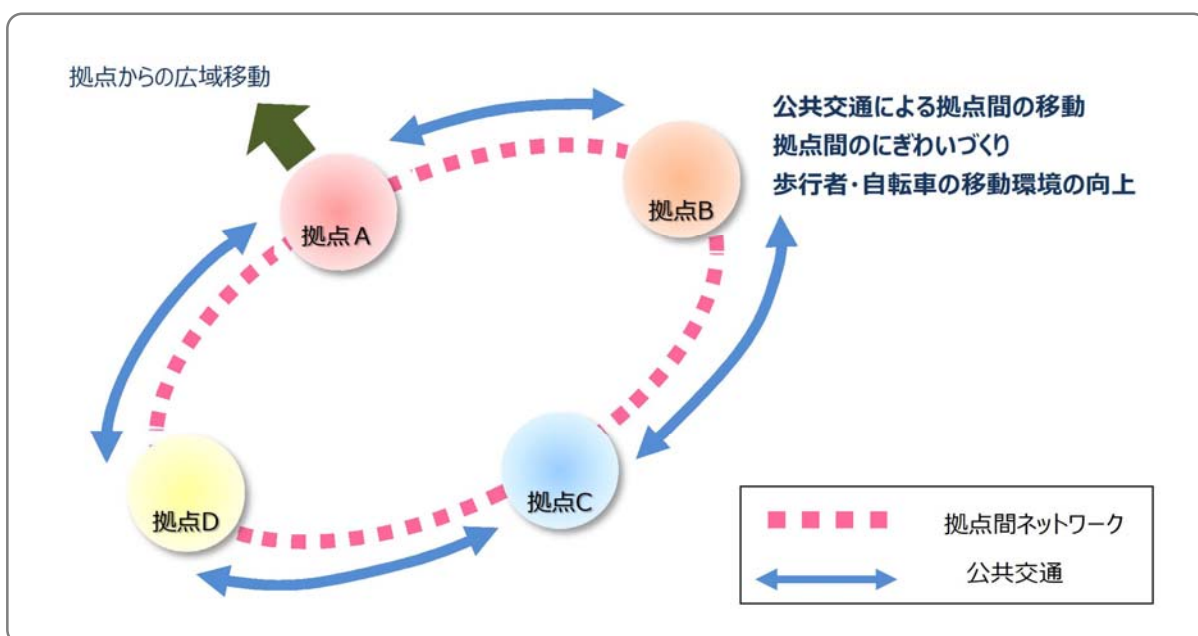 拠点からの広域移動
公共交通による拠点間の移動
拠点間のにぎわいづくり
歩行者・自転車の移動環境の向上
拠点A
拠点B
拠点C
拠点D
拠点間ネットワーク
公共交通